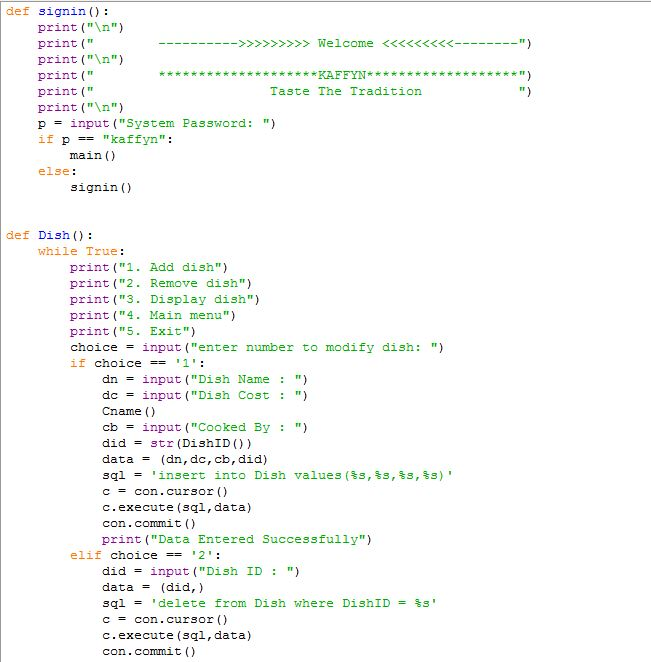 def signin():
    print("\n")
    print("        ---------->>>>>>>>> Welcome <<<<<<<<<--------")
    print("\n")
    print("        ********************KAFFYN*******************")
    print("                      Taste The Tradition            ")
    print("\n")
    p = input("System Password: ")
    if p == "kaffyn":
        main()
    else:
        signin()
def Dish():
    while True:
        print("1. Add dish")
        print("2. Remove dish")
        print("3. Display dish")
        print("4. Main menu")
        print("5. Exit")
        choice = input("enter number to modify dish: ")
        if choice == '1':
            dn = input("Dish Name : ")
            dc = input("Dish Cost : ")
            Cname()
            cb = input("Cooked By : ")
            did = str(DishID())
            data = (dn,dc,cb,did)
            sql = 'insert into Dish values(%s,%s,%s,%s)'
            c = con.cursor()
            c.execute(sql,data)
            con.commit()
            print("Data Entered Successfully")
        elif choice == '2':
            did = input("Dish ID : ")
            data = (did,)
            sql = 'delete from Dish where DishID = %s'
            c = con.cursor()
            c.execute(sql,data)
            con.commit()